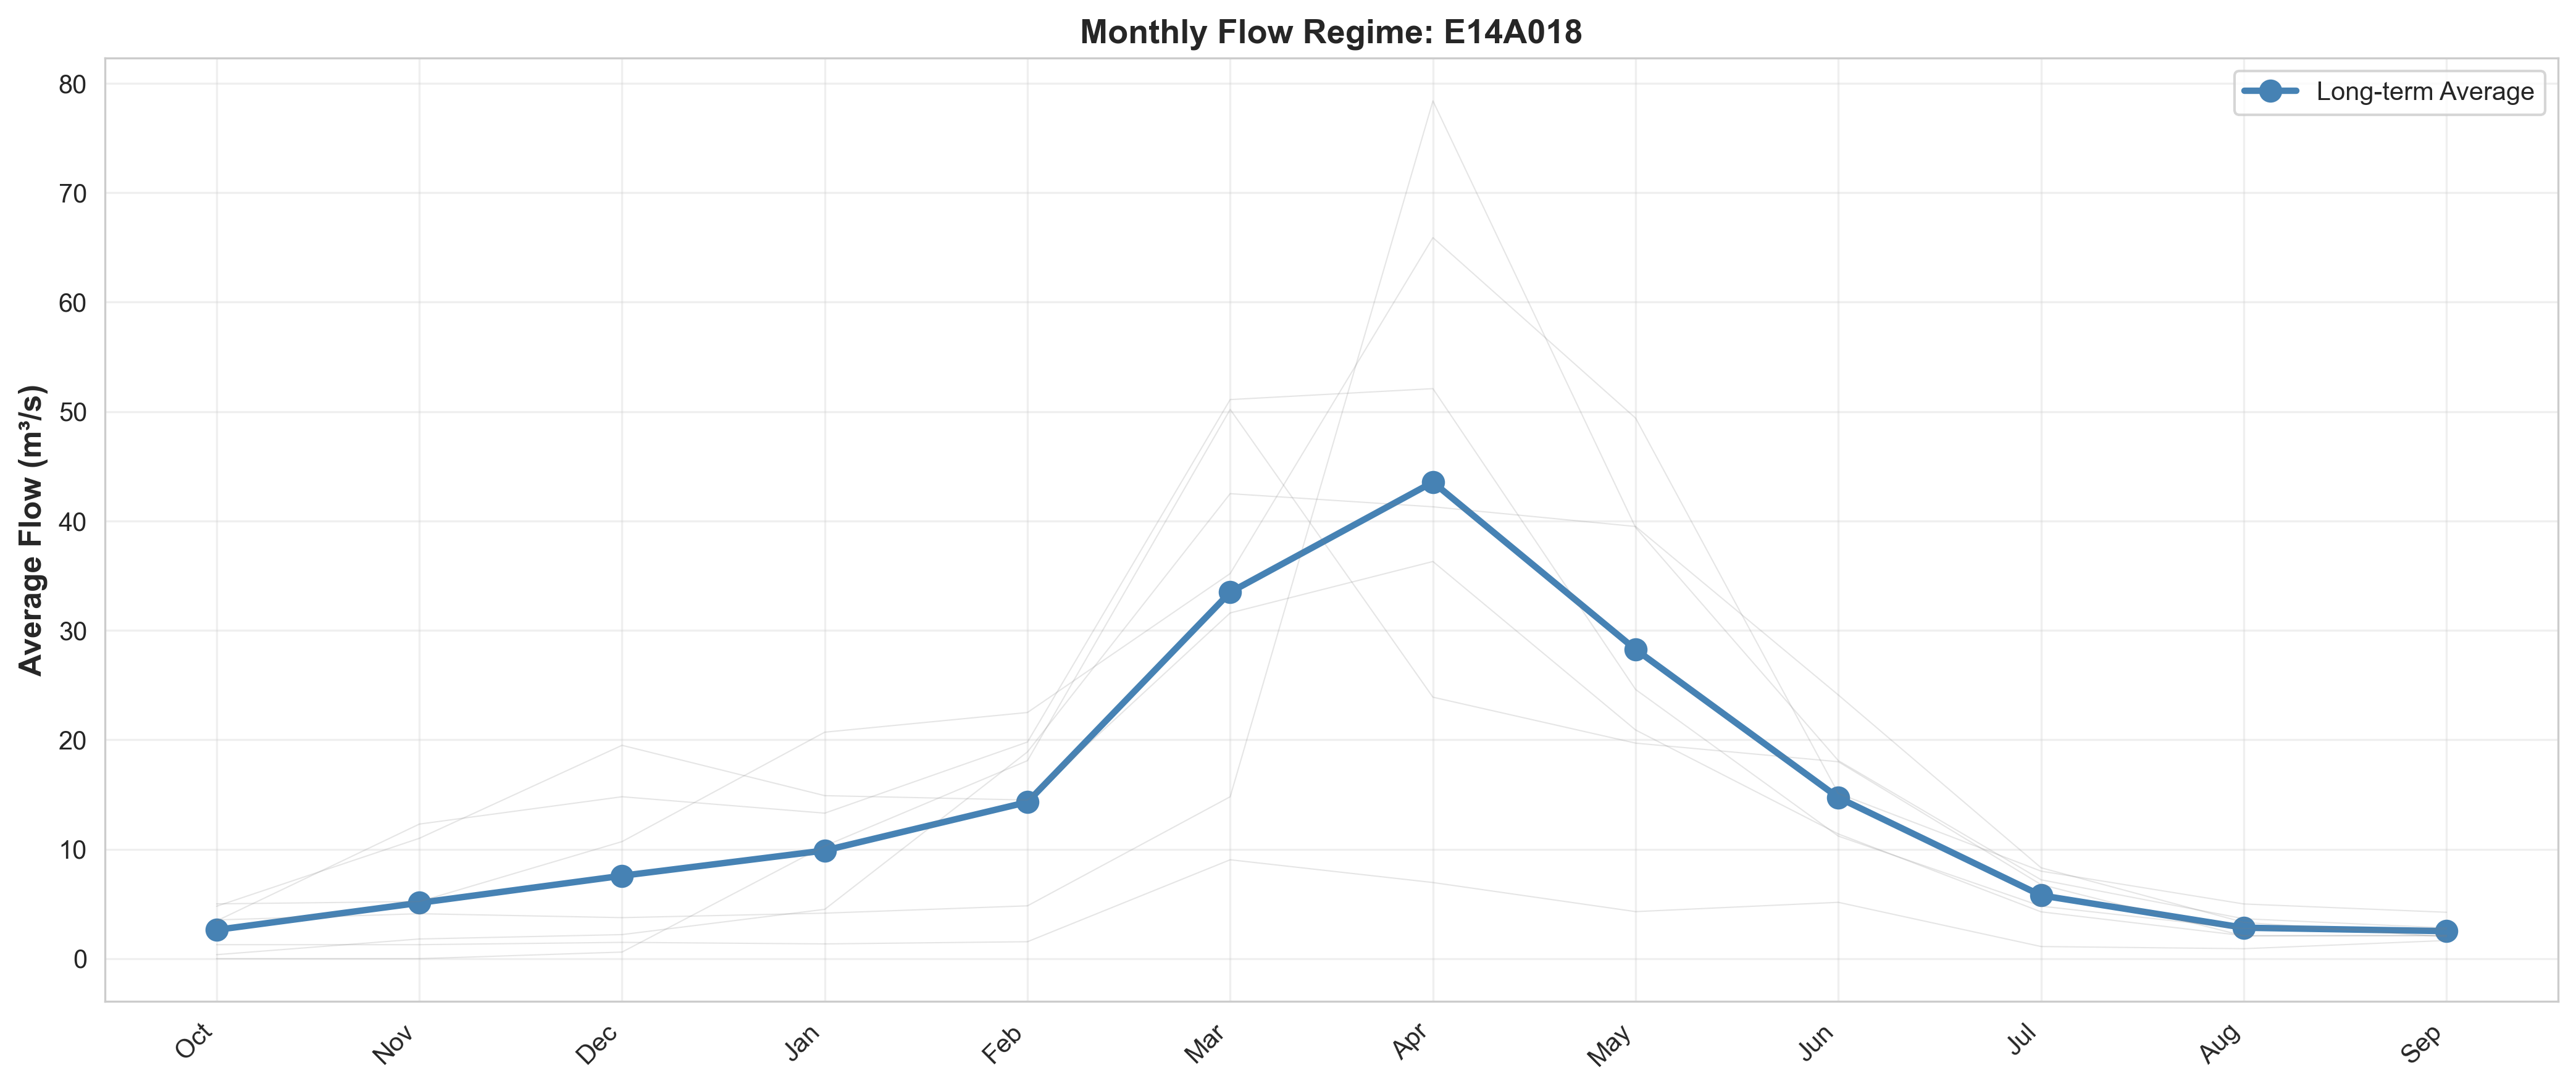 Monthly Flow Regime: E14A018
Long-term Average
Average Flow (m³/s)
80
70
60
50
40
30
20
10
0
Oct
Nov
Dec
Jan
Feb
Mar
Apr
May
Jun
Jul
Aug
Sep